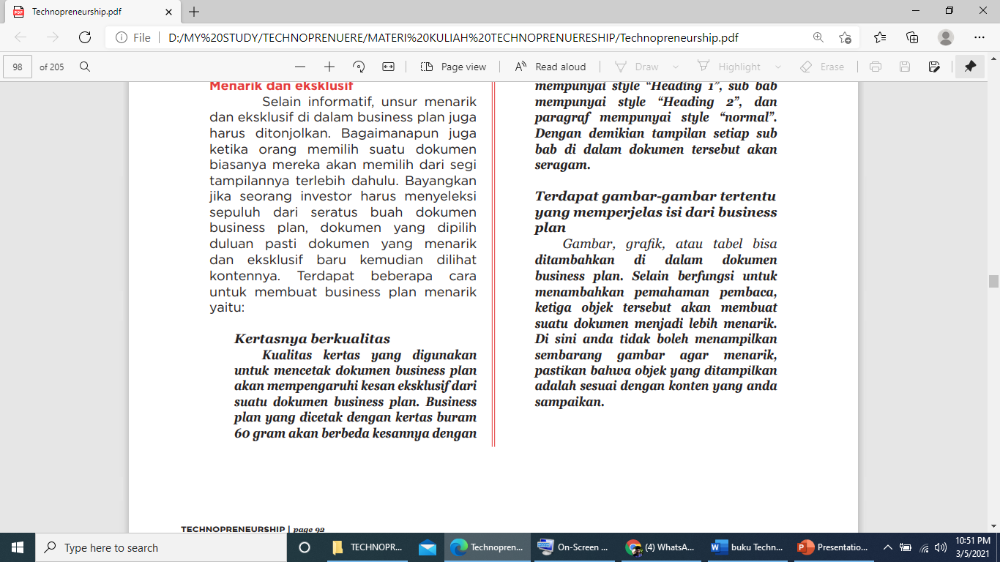 Technopreneurship.pdf
File
D:/MY%20STUDY/TECHNOPRENUERE/MATERI%20KULIAH%20TECHNOPRENUERESHIP/Technopreneurship.pdf
98 of 205
Page view
Read aloud
Draw
Highlight
Erase
Menarik dan eksklusif
Selain informatif, unsur menarik
dan eksklusif di dalam business plan juga
harus ditonjolkan. Bagaimanapun juga
ketika orang memilih suatu dokumen
biasanya mereka akan memilih dari segi
tampilannya terlebih dahulu. Bayangkan
jika seorang investor harus menyeleksi
sepuluh dari seratus buah dokumen
business plan, dokumen yang dipilih
duluan pasti dokumen yang menarik
dan eksklusif baru kemudian dilihat
kontennya. Terdapat beberapa cara
untuk membuat business plan menarik
yaitu:
Kertasnya berkualitas
Kualitas kertas yang digunakan
untuk mencetak dokumen business plan
akan mempengaruhi kesan eksklusif dari
suatu dokumen business plan. Business
plan yang dicetak dengan kertas buram
60 gram akan berbeda kesannya dengan
mempunyai style “Heading 1”, sub bab
mempunyai style “Heading 2”, dan
paragraf mempunyai style “normal”.
Dengan demikian tampilan setiap sub
bab di dalam dokumen tersebut akan
seragam.
Terdapat gambar-gambar tertentu
yang memperjelas isi dari business
plan
Gambar, grafik, atau tabel bisa
ditambahkan di dalam dokumen
business plan. Selain berfungsi untuk
menambahkan pemahaman pembaca,
ketiga objek tersebut akan membuat
suatu dokumen menjadi lebih menarik.
Di sini anda tidak boleh menampilkan
sembarang gambar agar menarik,
pastikan bahwa objek yang ditampilkan
adalah sesuai dengan konten yang anda
sampaikan.
TECHNOPRENEURSHIP | page 92
Type here to search
TECHNOPR...
Technopren...
On-Screen ...
(4) WhatsA...
buku Techn...
Presentatio...
10:51 PM
3/5/2021